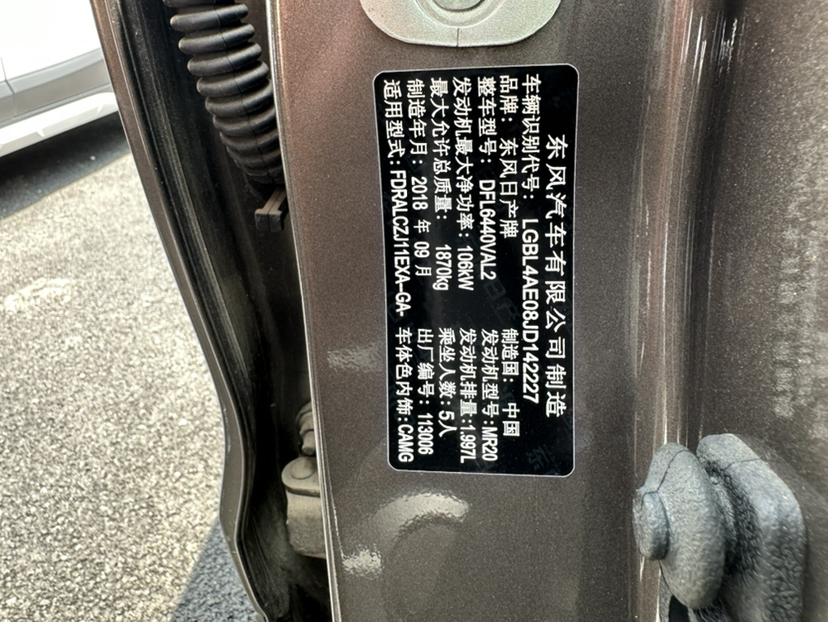 东风汽车有限公司制造
车辆识别代号: LGBL4AE08JD142227
品牌: 东风日产牌 制造国: 中国
整车型号: DFL6440VAL2 发动机型号:MR20
发动机最大净功率: 106kW 发动机排量:1.997L
最大允许总质量: 1870kg 乘坐人数:5人
制造年月: 2018 年 09 月 出厂编号:113006
适用型式:FDRALCZJ11EXA-GA- 车体色内饰:CAMG